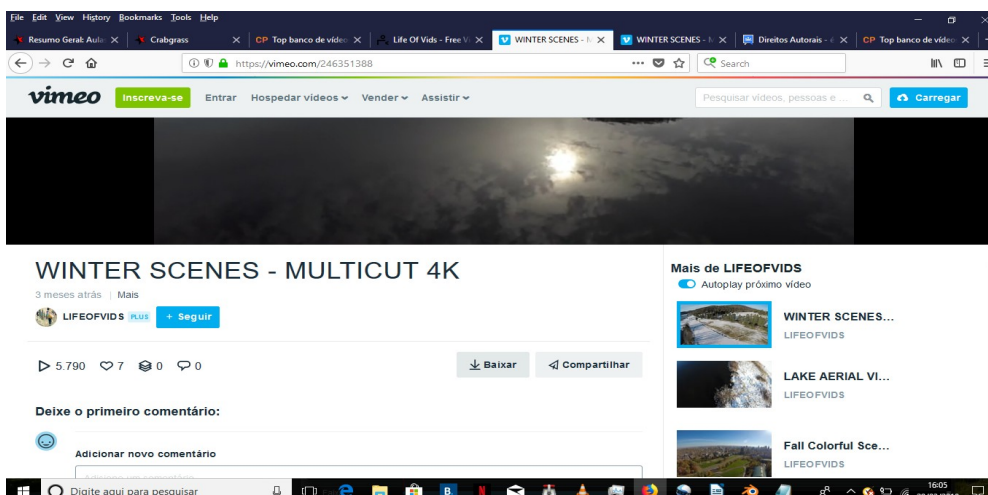 File Edit View History Bookmarks Tools Help
Resumo Geral: Aula Crabgrass CP Top banco de vídeo Life Of Vids - Free V WINTER SCENES - M WINTER SCENES - M Direitos Autorais - CP Top banco de vídeo
https://vimeo.com/246351388 Search
vimeo Inscreva-se Entrar Hospedar vídeos Vender Assistir Pesquisar vídeos, pessoas e ... Carregar
WINTER SCENES - MULTICUT 4K
3 meses atrás | Mais
LIFEOFVIDS PLUS + Seguir
5.790 7 0 0 Baixar Compartilhar
Deixe o primeiro comentário:
Adicionar novo comentário
Mais de LIFEOFVIDS
Autoplay próximo vídeo
WINTER SCENES...
LIFEOFVIDS
LAKE AERIAL VI...
LIFEOFVIDS
Fall Colorful Sce...
LIFEOFVIDS
Digite aqui para pesquisar B. N 16:05